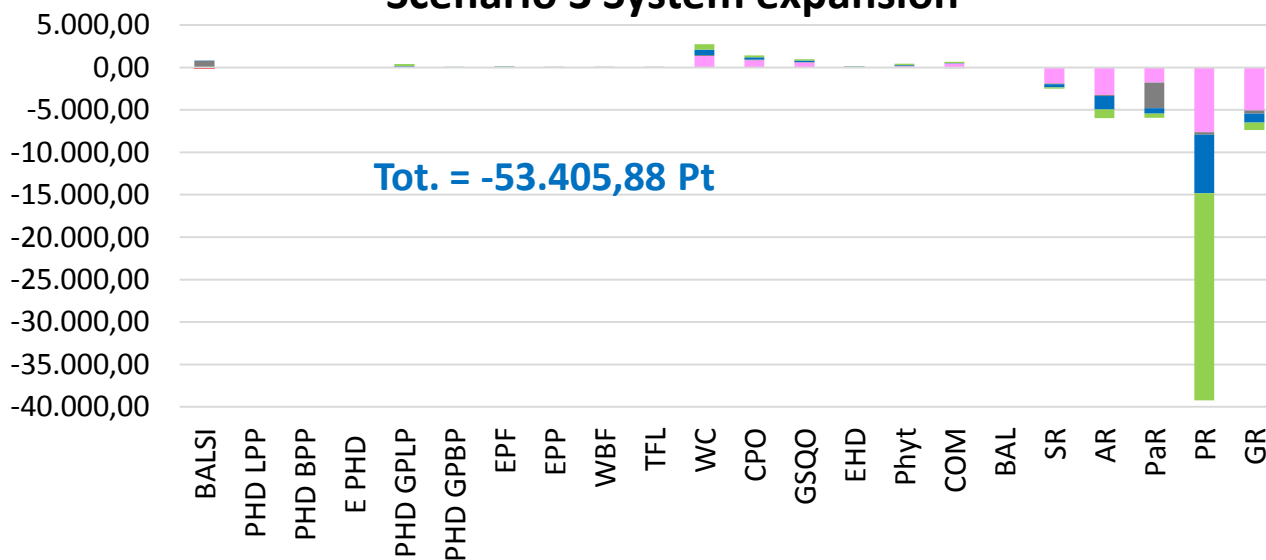 Scenario 3 System expansion
5.000,00
0,00
-5.000,00
-10.000,00
-15.000,00
-20.000,00
-25.000,00
-30.000,00
-35.000,00
-40.000,00
Tot. = -53.405,88 Pt
BALSI
PHD LPP
PHD BPP
E PHD
PHD GPLP
PHD GPBP
EPF
EPP
WBF
TFL
WC
CPO
GSQO
EHD
Phyt
COM
BAL
SR
AR
PaR
PR
GR